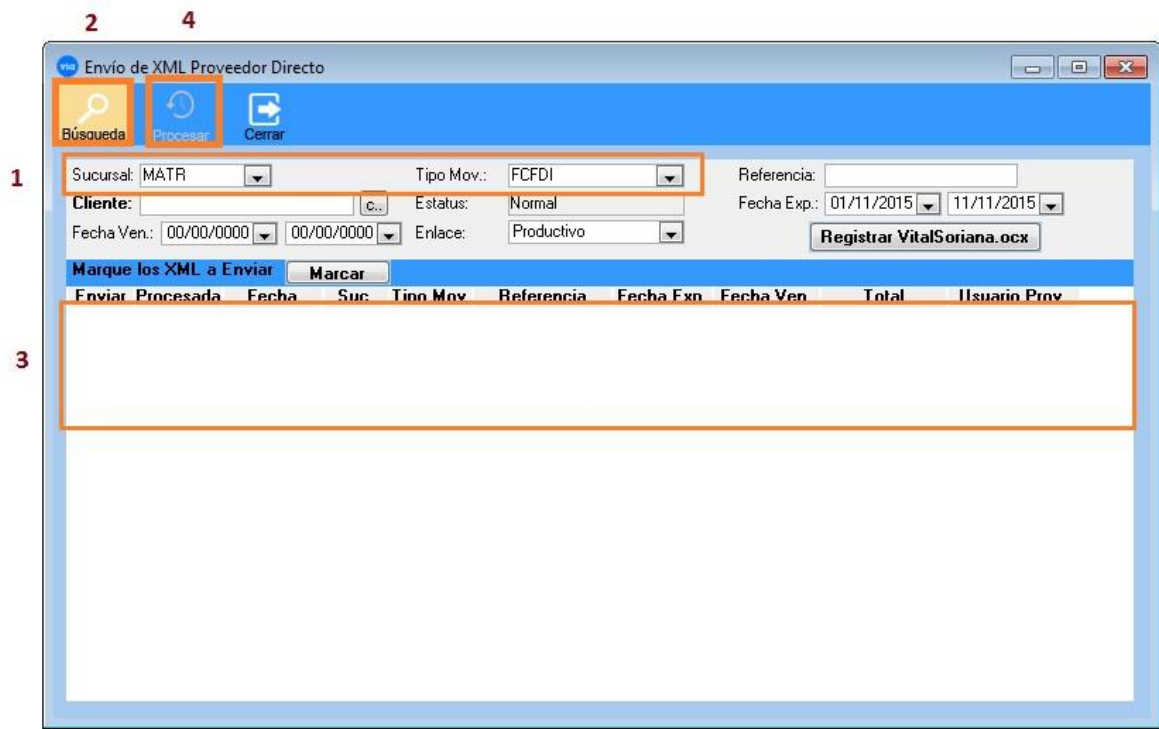 2 4
via Envío de XML Proveedor Directo
Búsqueda Procesar Cerrar
1
Sucursal: MATR Tipo Mov.: FCFDI Referencia:
Cliente: c.. Estatus: Normal Fecha Exp.: 01/11/2015 11/11/2015
Fecha Ven.: 00/00/0000 00/00/0000 Enlace: Productivo Registrar VitalSoriana.ocx
Marque los XML a Enviar Marcar
Enviar Procesada Fecha Suc Tipo Mov Referencia Fecha Exp Fecha Ven Total Usuario Prov
3